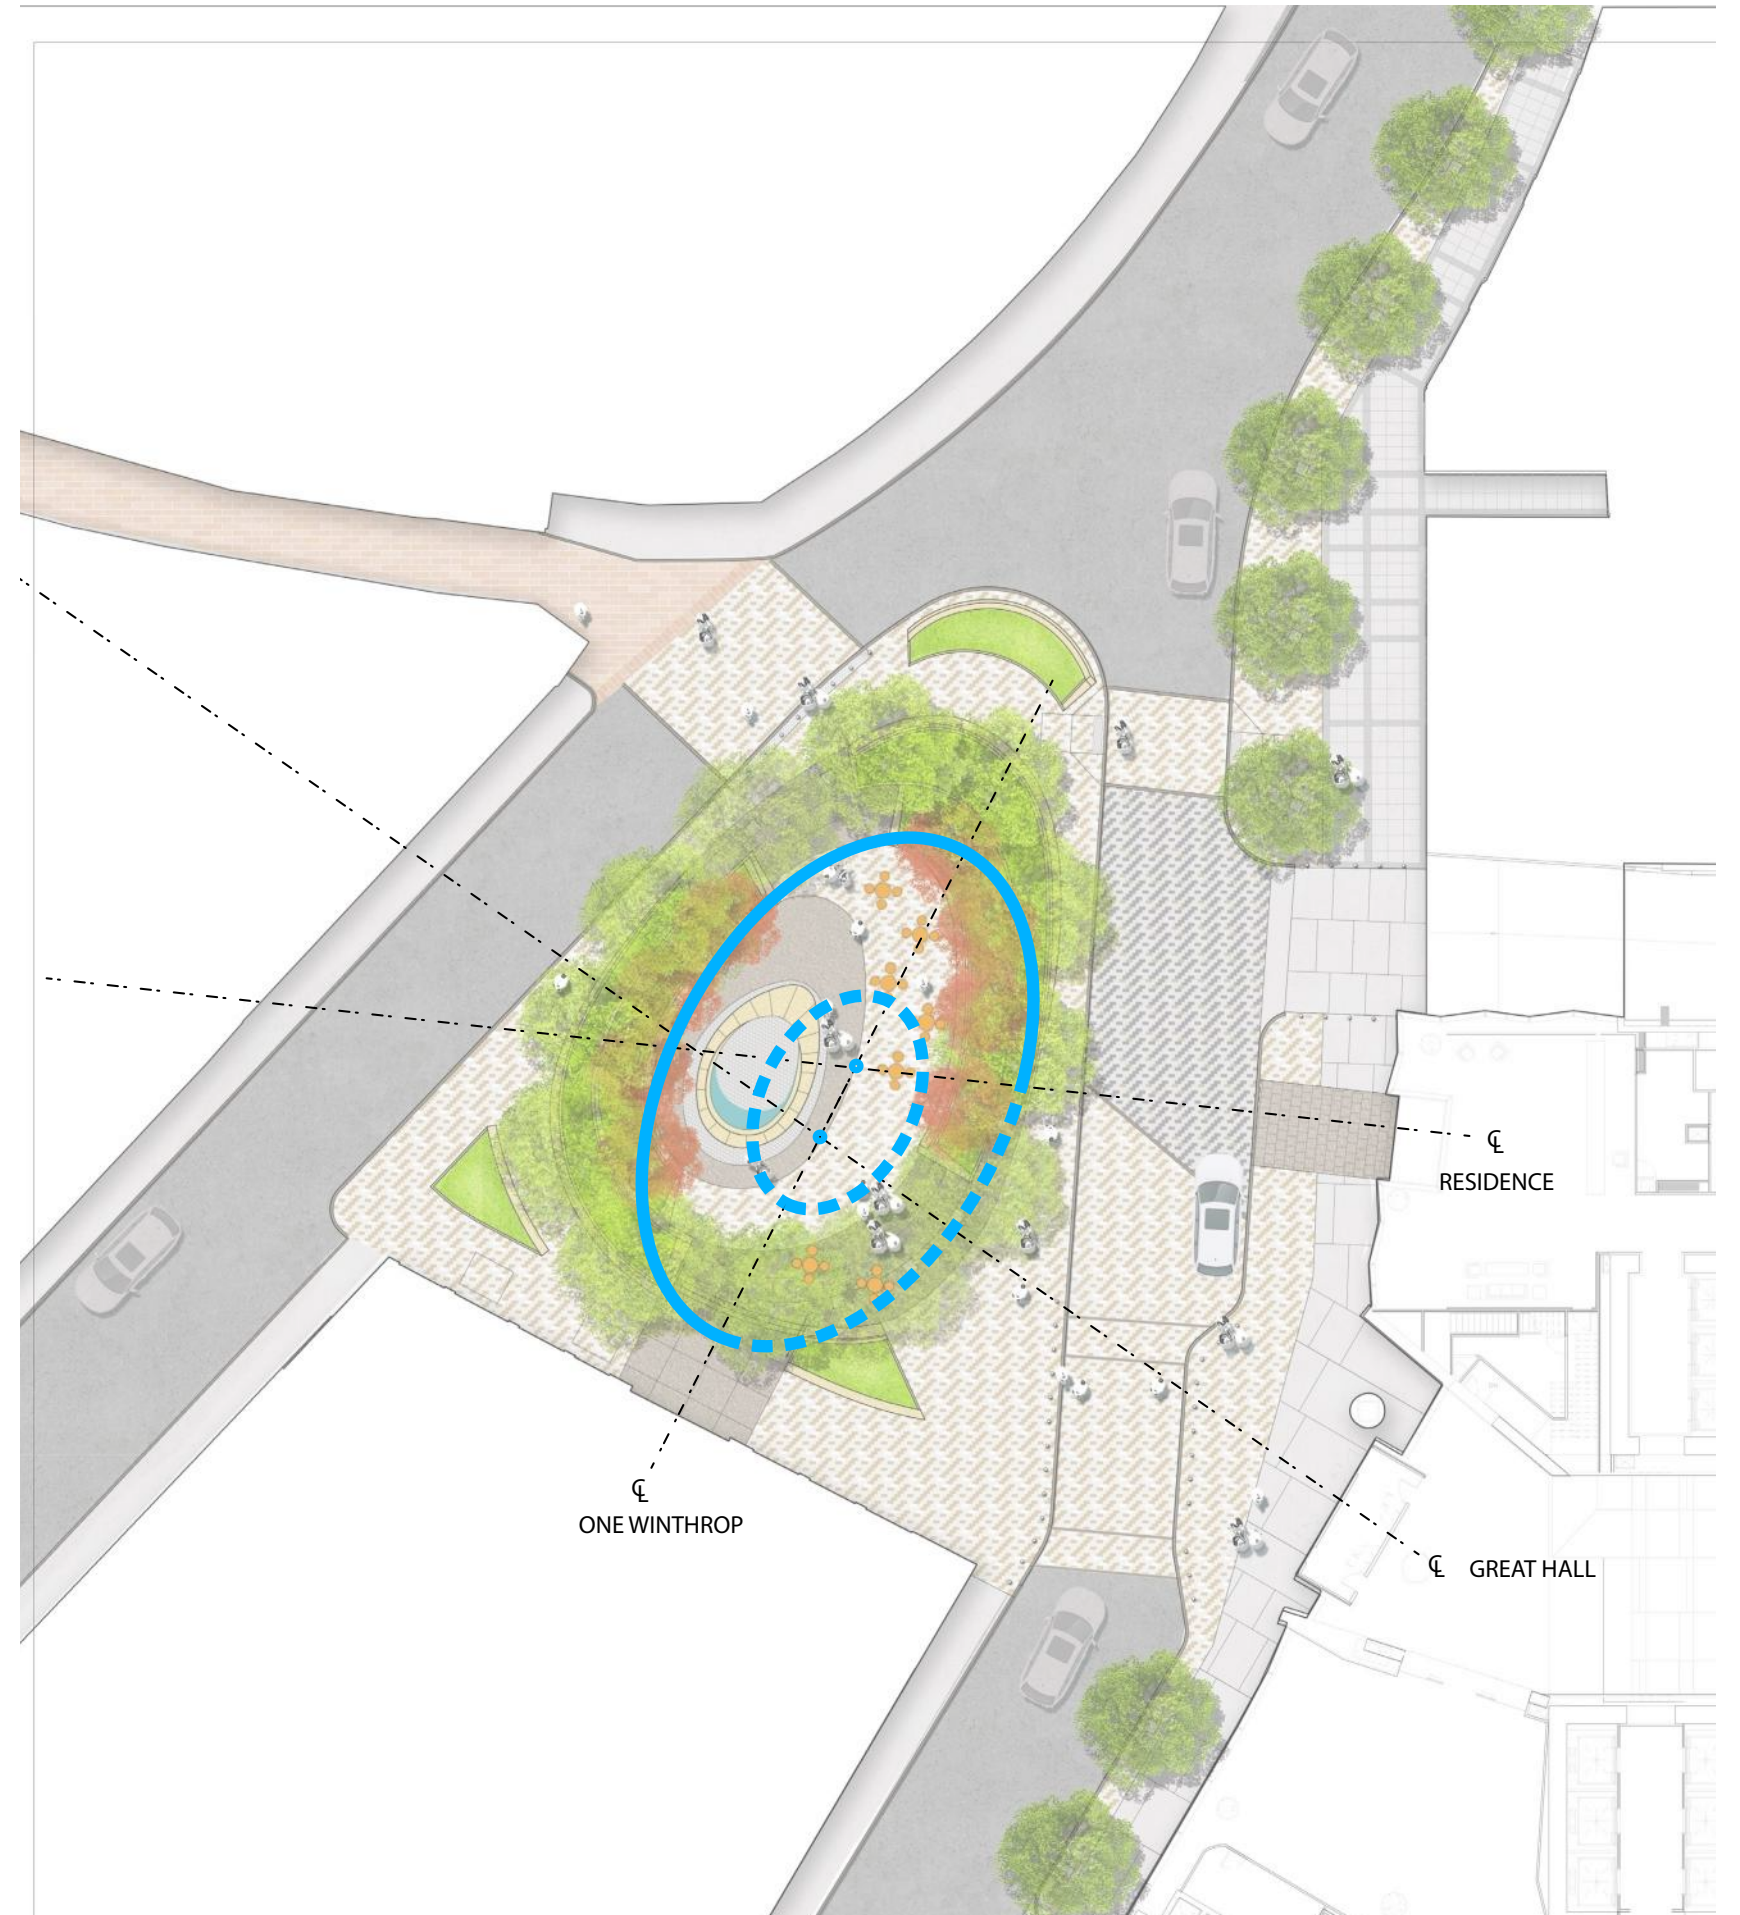 ℄
RESIDENCE
℄
ONE WINTHROP
℄ GREAT HALL